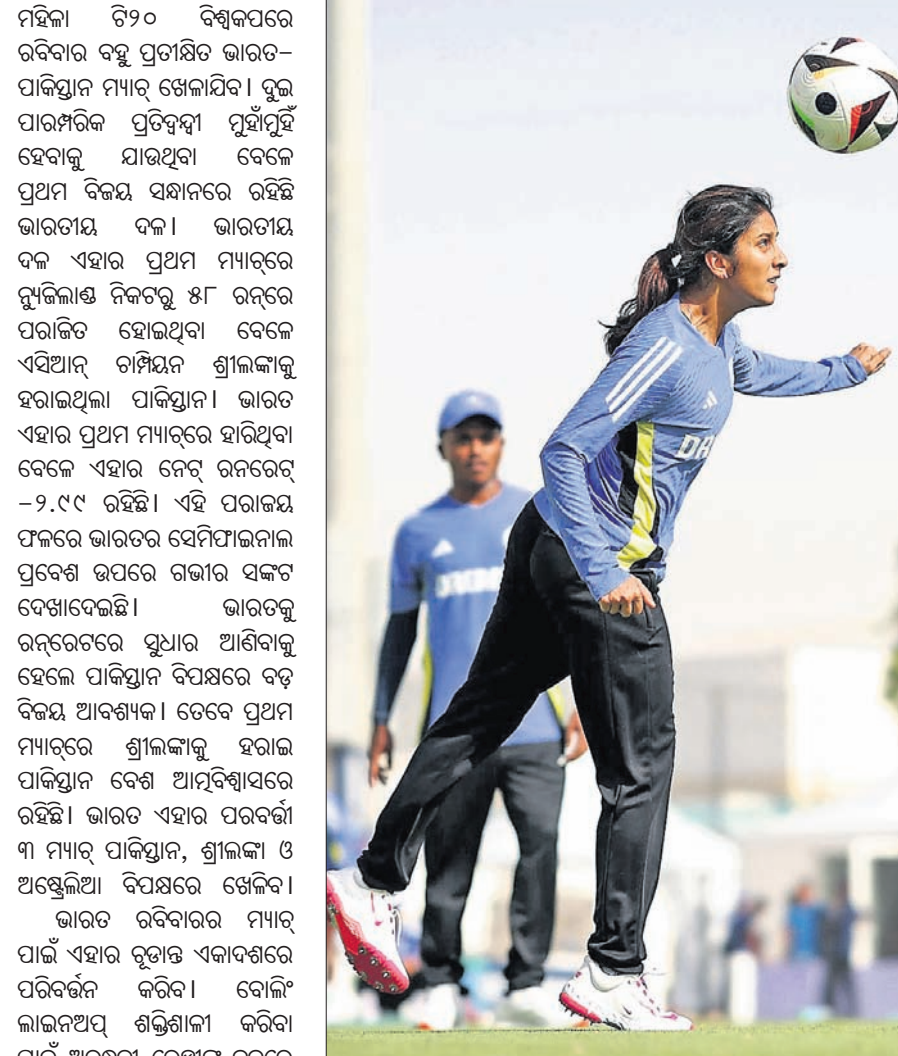 ମହିଳା ଟି୨୦ ବିଶ୍ୱକପରେ
ରବିବାର ବହୁ ପ୍ରତୀକ୍ଷିତ ଭାରତ–
ପାକିସ୍ତାନ ମ୍ୟାଚ୍ ଖେଳାଯିବ। ଦୁଇ
ପାରମ୍ପରିକ ପ୍ରତିଦ୍ୱନ୍ଦ୍ୱୀ ମୁହାଁମୁହିଁ
ହେବାକୁ ଯାଉଥିବା ବେଳେ
ପ୍ରଥମ ବିଜୟ ସନ୍ଧାନରେ ରହିଛି
ଭାରତୀୟ ଦଳ। ଭାରତୀୟ
ଦଳ ଏହାର ପ୍ରଥମ ମ୍ୟାଚ୍‌ରେ
ନ୍ୟୁଜିଲାଣ୍ଡ ନିକଟରୁ ୫୮ ରନ୍‌ରେ
ପରାଜିତ ହୋଇଥିବା ବେଳେ
ଏସିଆନ୍ ଚାମ୍ପିୟନ ଶ୍ରୀଲଙ୍କାକୁ
ହରାଇଥିଲା ପାକିସ୍ତାନ। ଭାରତ
ଏହାର ପ୍ରଥମ ମ୍ୟାଚ୍‌ରେ ହାରିଥିବା
ବେଳେ ଏହାର ନେଟ୍ ରନରେଟ୍
–୨.୯୯ ରହିଛି। ଏହି ପରାଜୟ
ଫଳରେ ଭାରତର ସେମିଫାଇନାଲ
ପ୍ରବେଶ ଉପରେ ଗଭୀର ସଙ୍କଟ
ଦେଖାଦେଇଛି। ଭାରତକୁ
ରନ୍‌ରେଟରେ ସୁଧାର ଆଣିବାକୁ
ହେଲେ ପାକିସ୍ତାନ ବିପକ୍ଷରେ ବଡ଼
ବିଜୟ ଆବଶ୍ୟକ। ତେବେ ପ୍ରଥମ
ମ୍ୟାଚ୍‌ରେ ଶ୍ରୀଲଙ୍କାକୁ ହରାଇ
ପାକିସ୍ତାନ ବେଶ ଆତ୍ମବିଶ୍ୱାସରେ
ରହିଛି। ଭାରତ ଏହାର ପରବର୍ତ୍ତୀ
୩ ମ୍ୟାଚ୍ ପାକିସ୍ତାନ, ଶ୍ରୀଲଙ୍କା ଓ
ଅଷ୍ଟ୍ରେଲିଆ ବିପକ୍ଷରେ ଖେଳିବ।
ଭାରତ ରବିବାରର ମ୍ୟାଚ୍
ପାଇଁ ଏହାର ଚୂଡାନ୍ତ ଏକାଦଶରେ
ପରିବର୍ତ୍ତନ କରିବ। ବୋଲିଂ
ଲାଇନଅପ୍ ଶକ୍ତିଶାଳୀ କରିବା